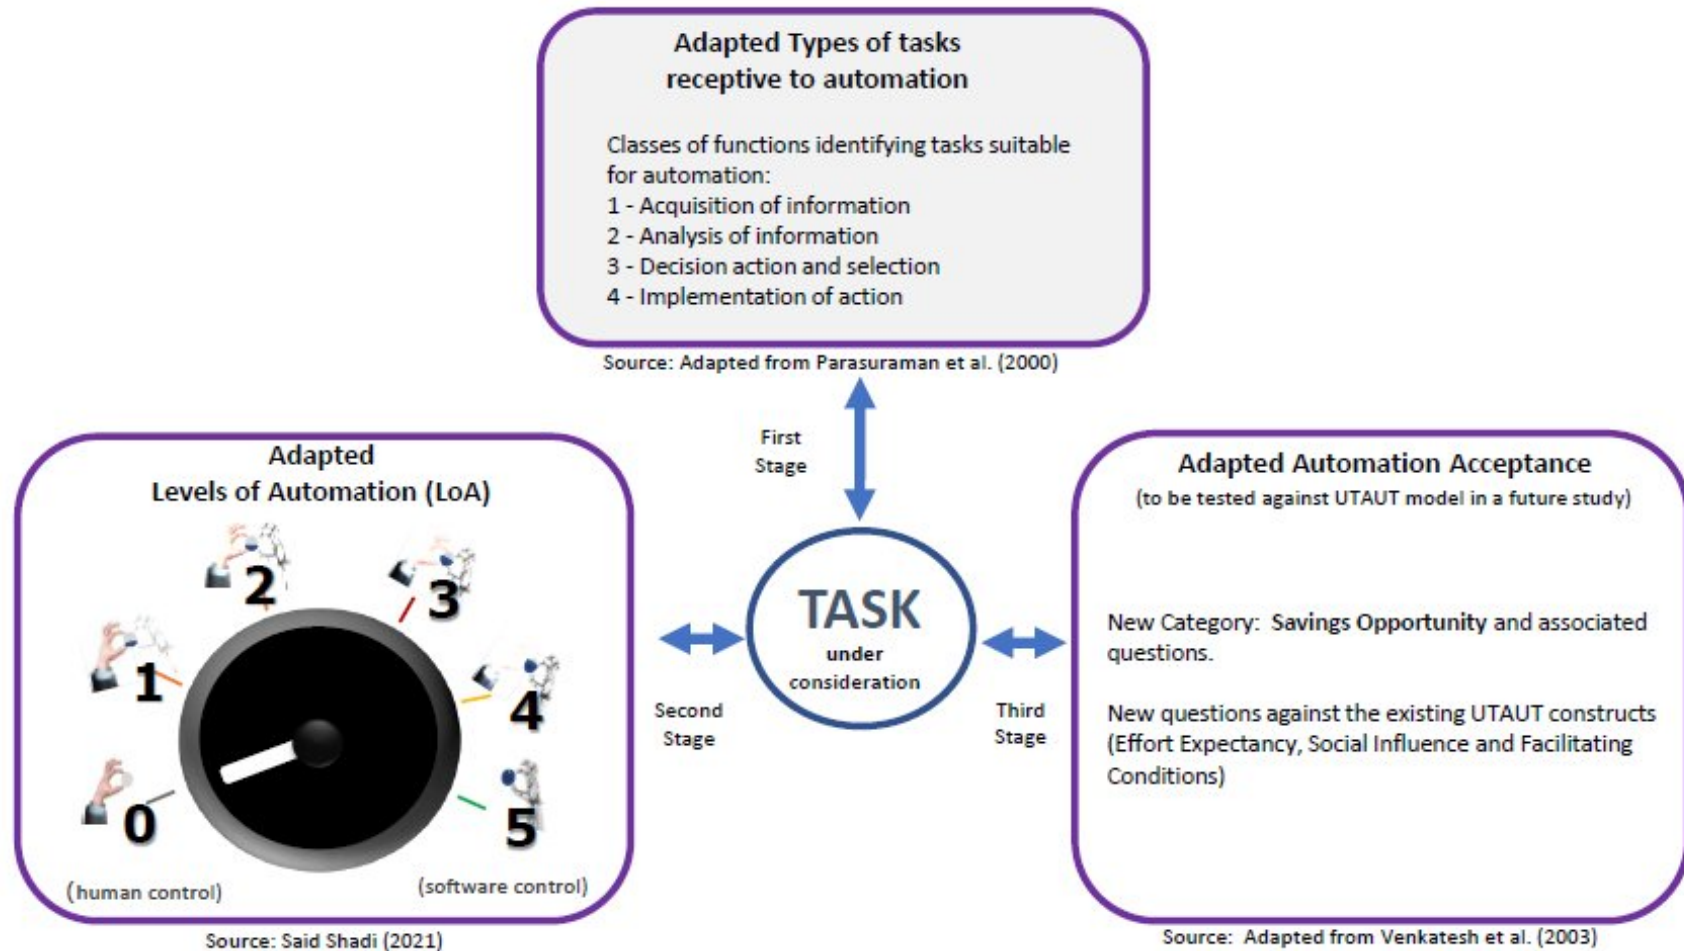 Adapted Types of tasks
receptive to automation
Classes of functions identifying tasks suitable
for automation:
1 - Acquisition of information
2 - Analysis of information
3 - Decision action and selection
4 - Implementation of action
Source: Adapted from Parasuraman et al. (2000)
First
Stage
Adapted
Levels of Automation (LoA)
2
3
1
4
0
5
(human control)
(software control)
Source: Said Shadi (2021)
Second
Stage
TASK
under
consideration
Third
Stage
Adapted Automation Acceptance
(to be tested against UTAUT model in a future study)
New Category: Savings Opportunity and associated
questions.
New questions against the existing UTAUT constructs
(Effort Expectancy, Social Influence and Facilitating
Conditions)
Source: Adapted from Venkatesh et al. (2003)